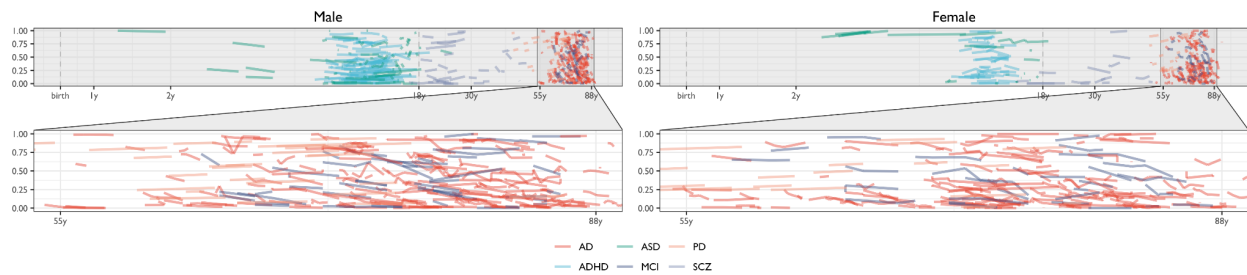 Male Female
1.00 1.00
0.75 0.75
0.50 0.50
0.25 0.25
0.00 0.00
birth 1y 2y 18y 30y 55y 88y birth 1y 2y 18y 30y 55y 88y
1.00 1.00
0.75 0.75
0.50 0.50
0.25 0.25
0.00 0.00
55y 88y 55y 88y
AD ASD PD
ADHD MCI SCZ